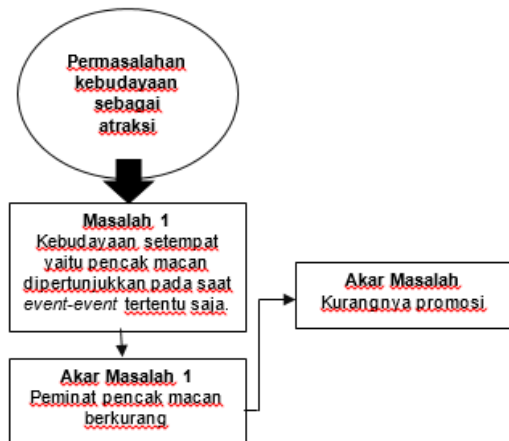 Permasalahan
kebudayaan
sebagai
atraksi
Masalah 1
Kebudayaan setempat
yaitu pencak macan
dipertunjukkan pada saat
event-event tertentu saja.
Akar Masalah 1
Peminat pencak macan
berkurang
Akar Masalah
Kurangnya promosi